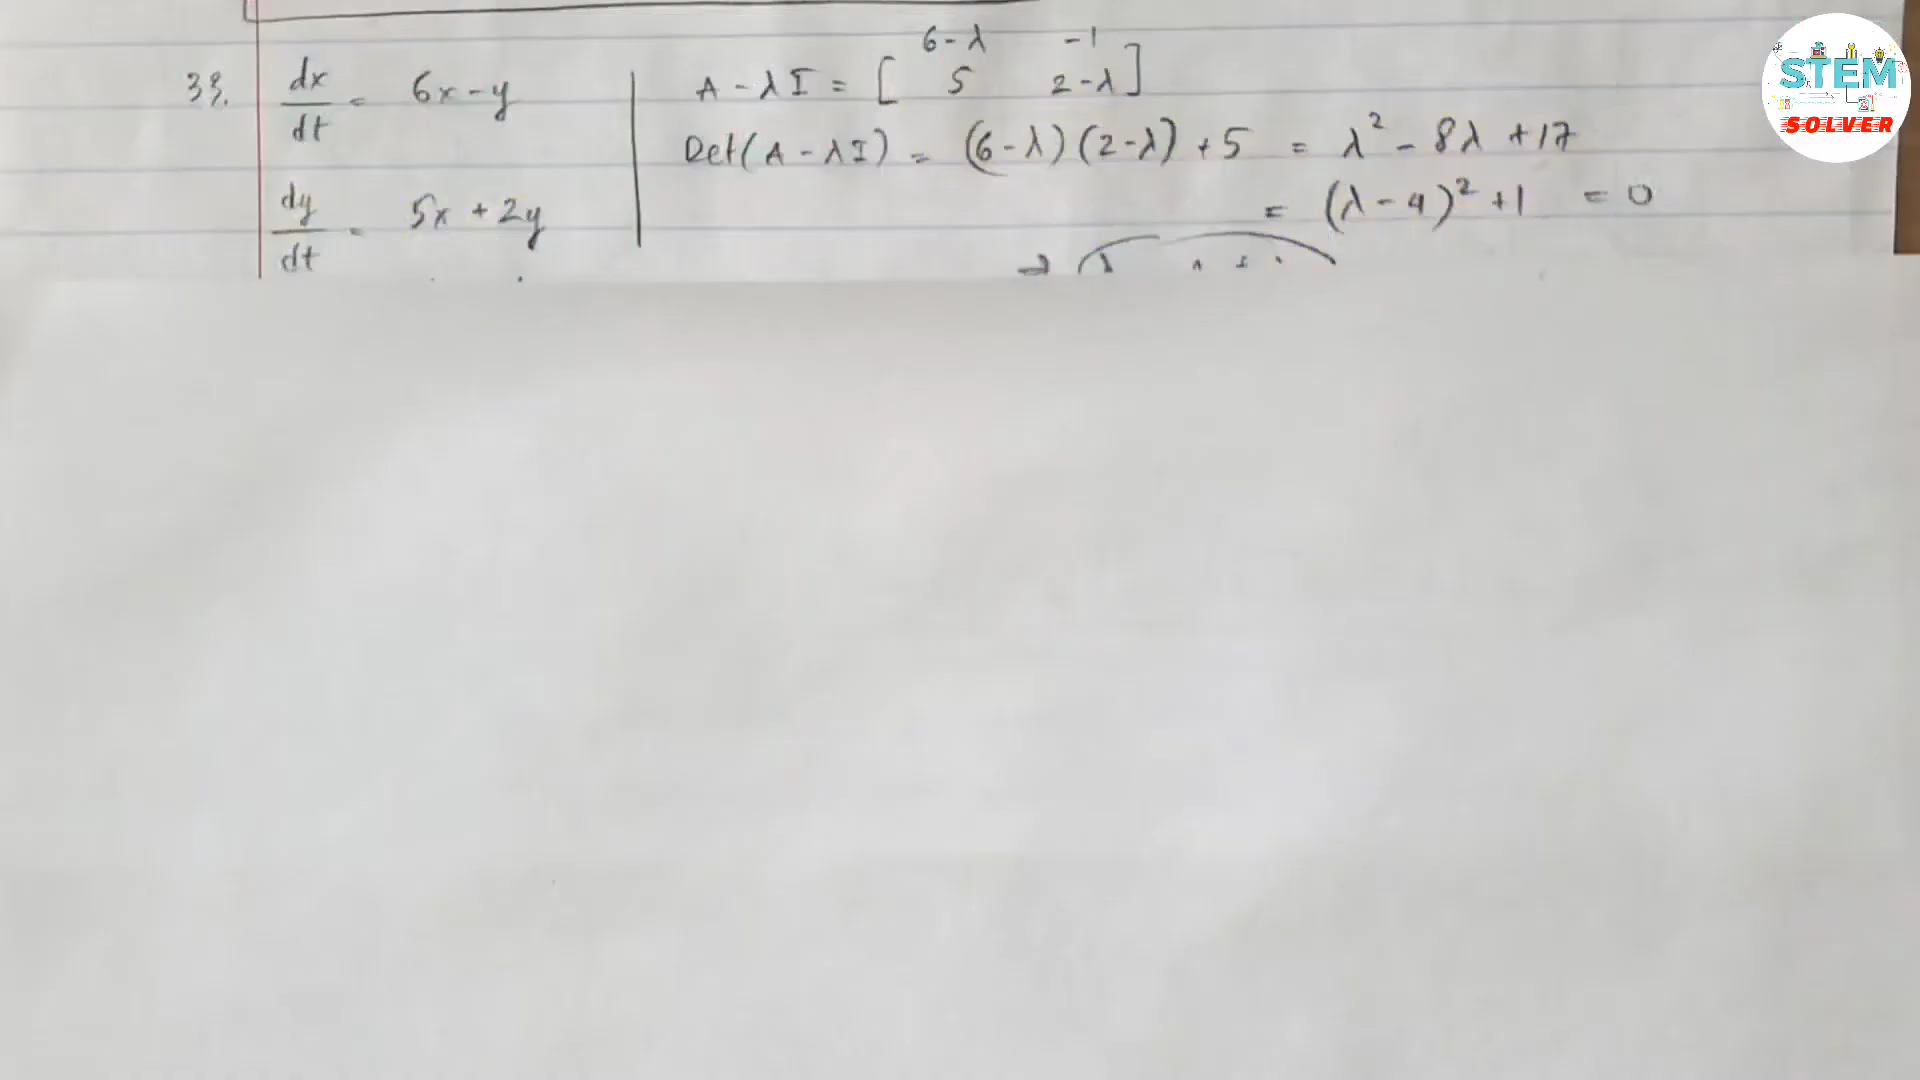 33. dx/dt = 6x - y
dy/dt = 5x + 2y
A - λI = [ 6-λ -1
5 2-λ ]
Det(A - λI) = (6-λ)(2-λ) + 5 = λ² - 8λ + 17
= (λ - 4)² + 1 = 0
STEM
SOLVER